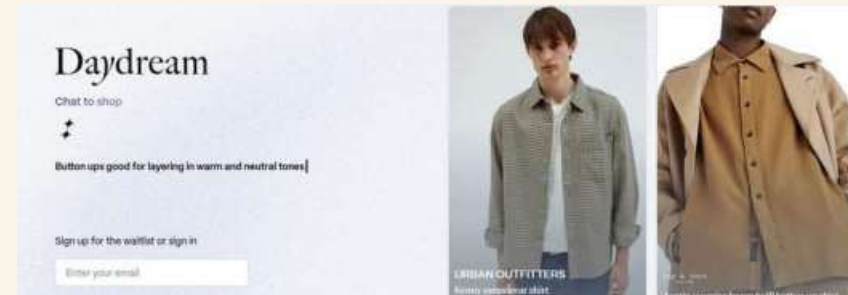 Daydream
Chat to shop
Button ups good for layering in warm and neutral tones
Sign up for the waitlist or sign in
Enter your email
URBAN OUTFITTERS
shirt